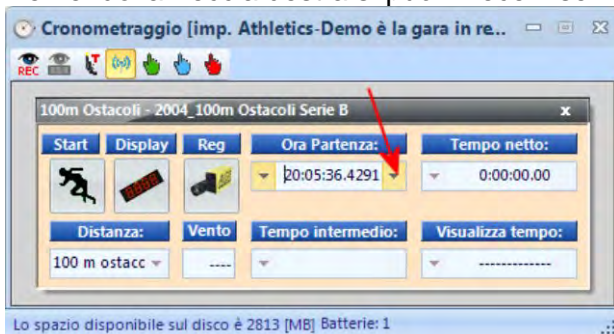 Cronometraggio [imp. Athletics-Demo è la gara in re...
REC
100m Ostacoli - 2004_100m Ostacoli Serie B
Start Display Reg Ora Partenza: Tempo netto:
20:05:36.4291 0:00:00.00
Distanza: Vento Tempo intermedio: Visualizza tempo:
100 m ostacc ---- -------------
Lo spazio disponibile sul disco è 2813 [MB] Batterie: 1